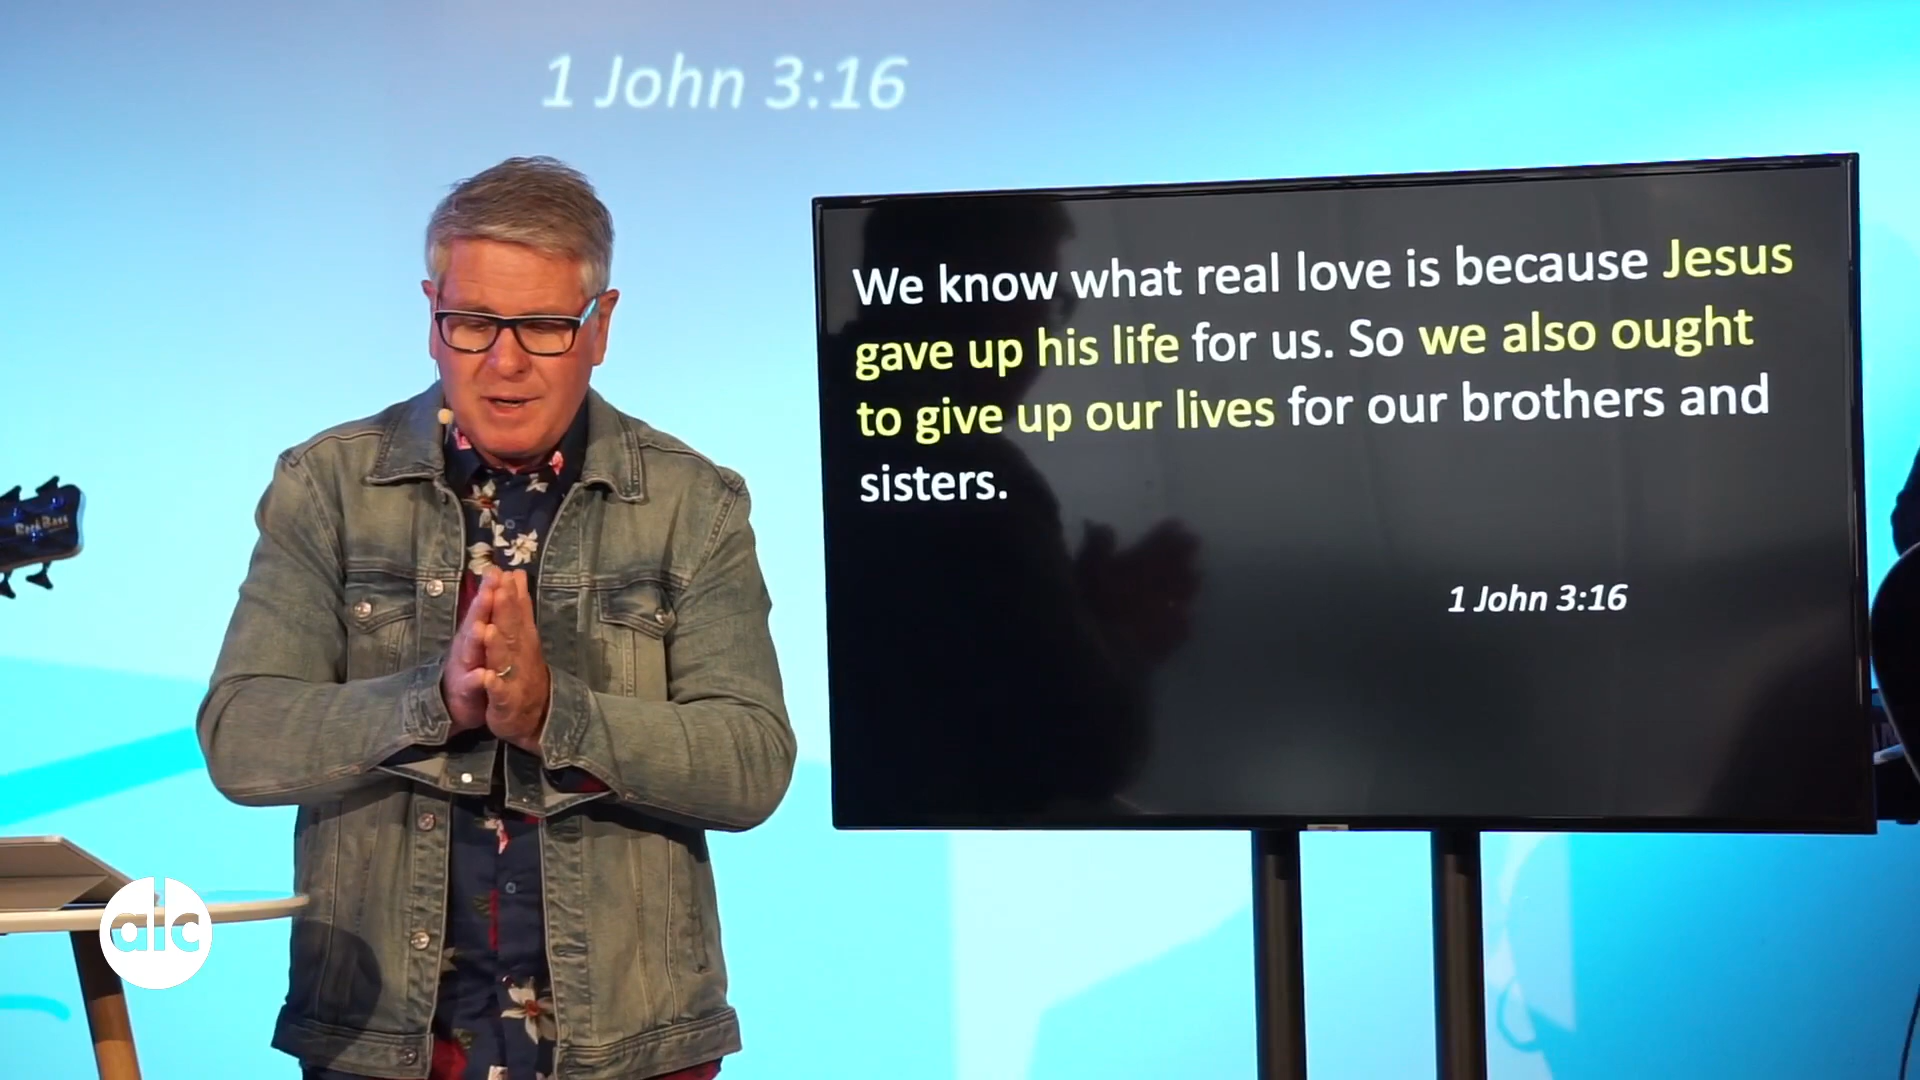 1 John 3:16
We know what real love is because Jesus
gave up his life for us. So we also ought
to give up our lives for our brothers and
sisters.
1 John 3:16
RockBass
alc